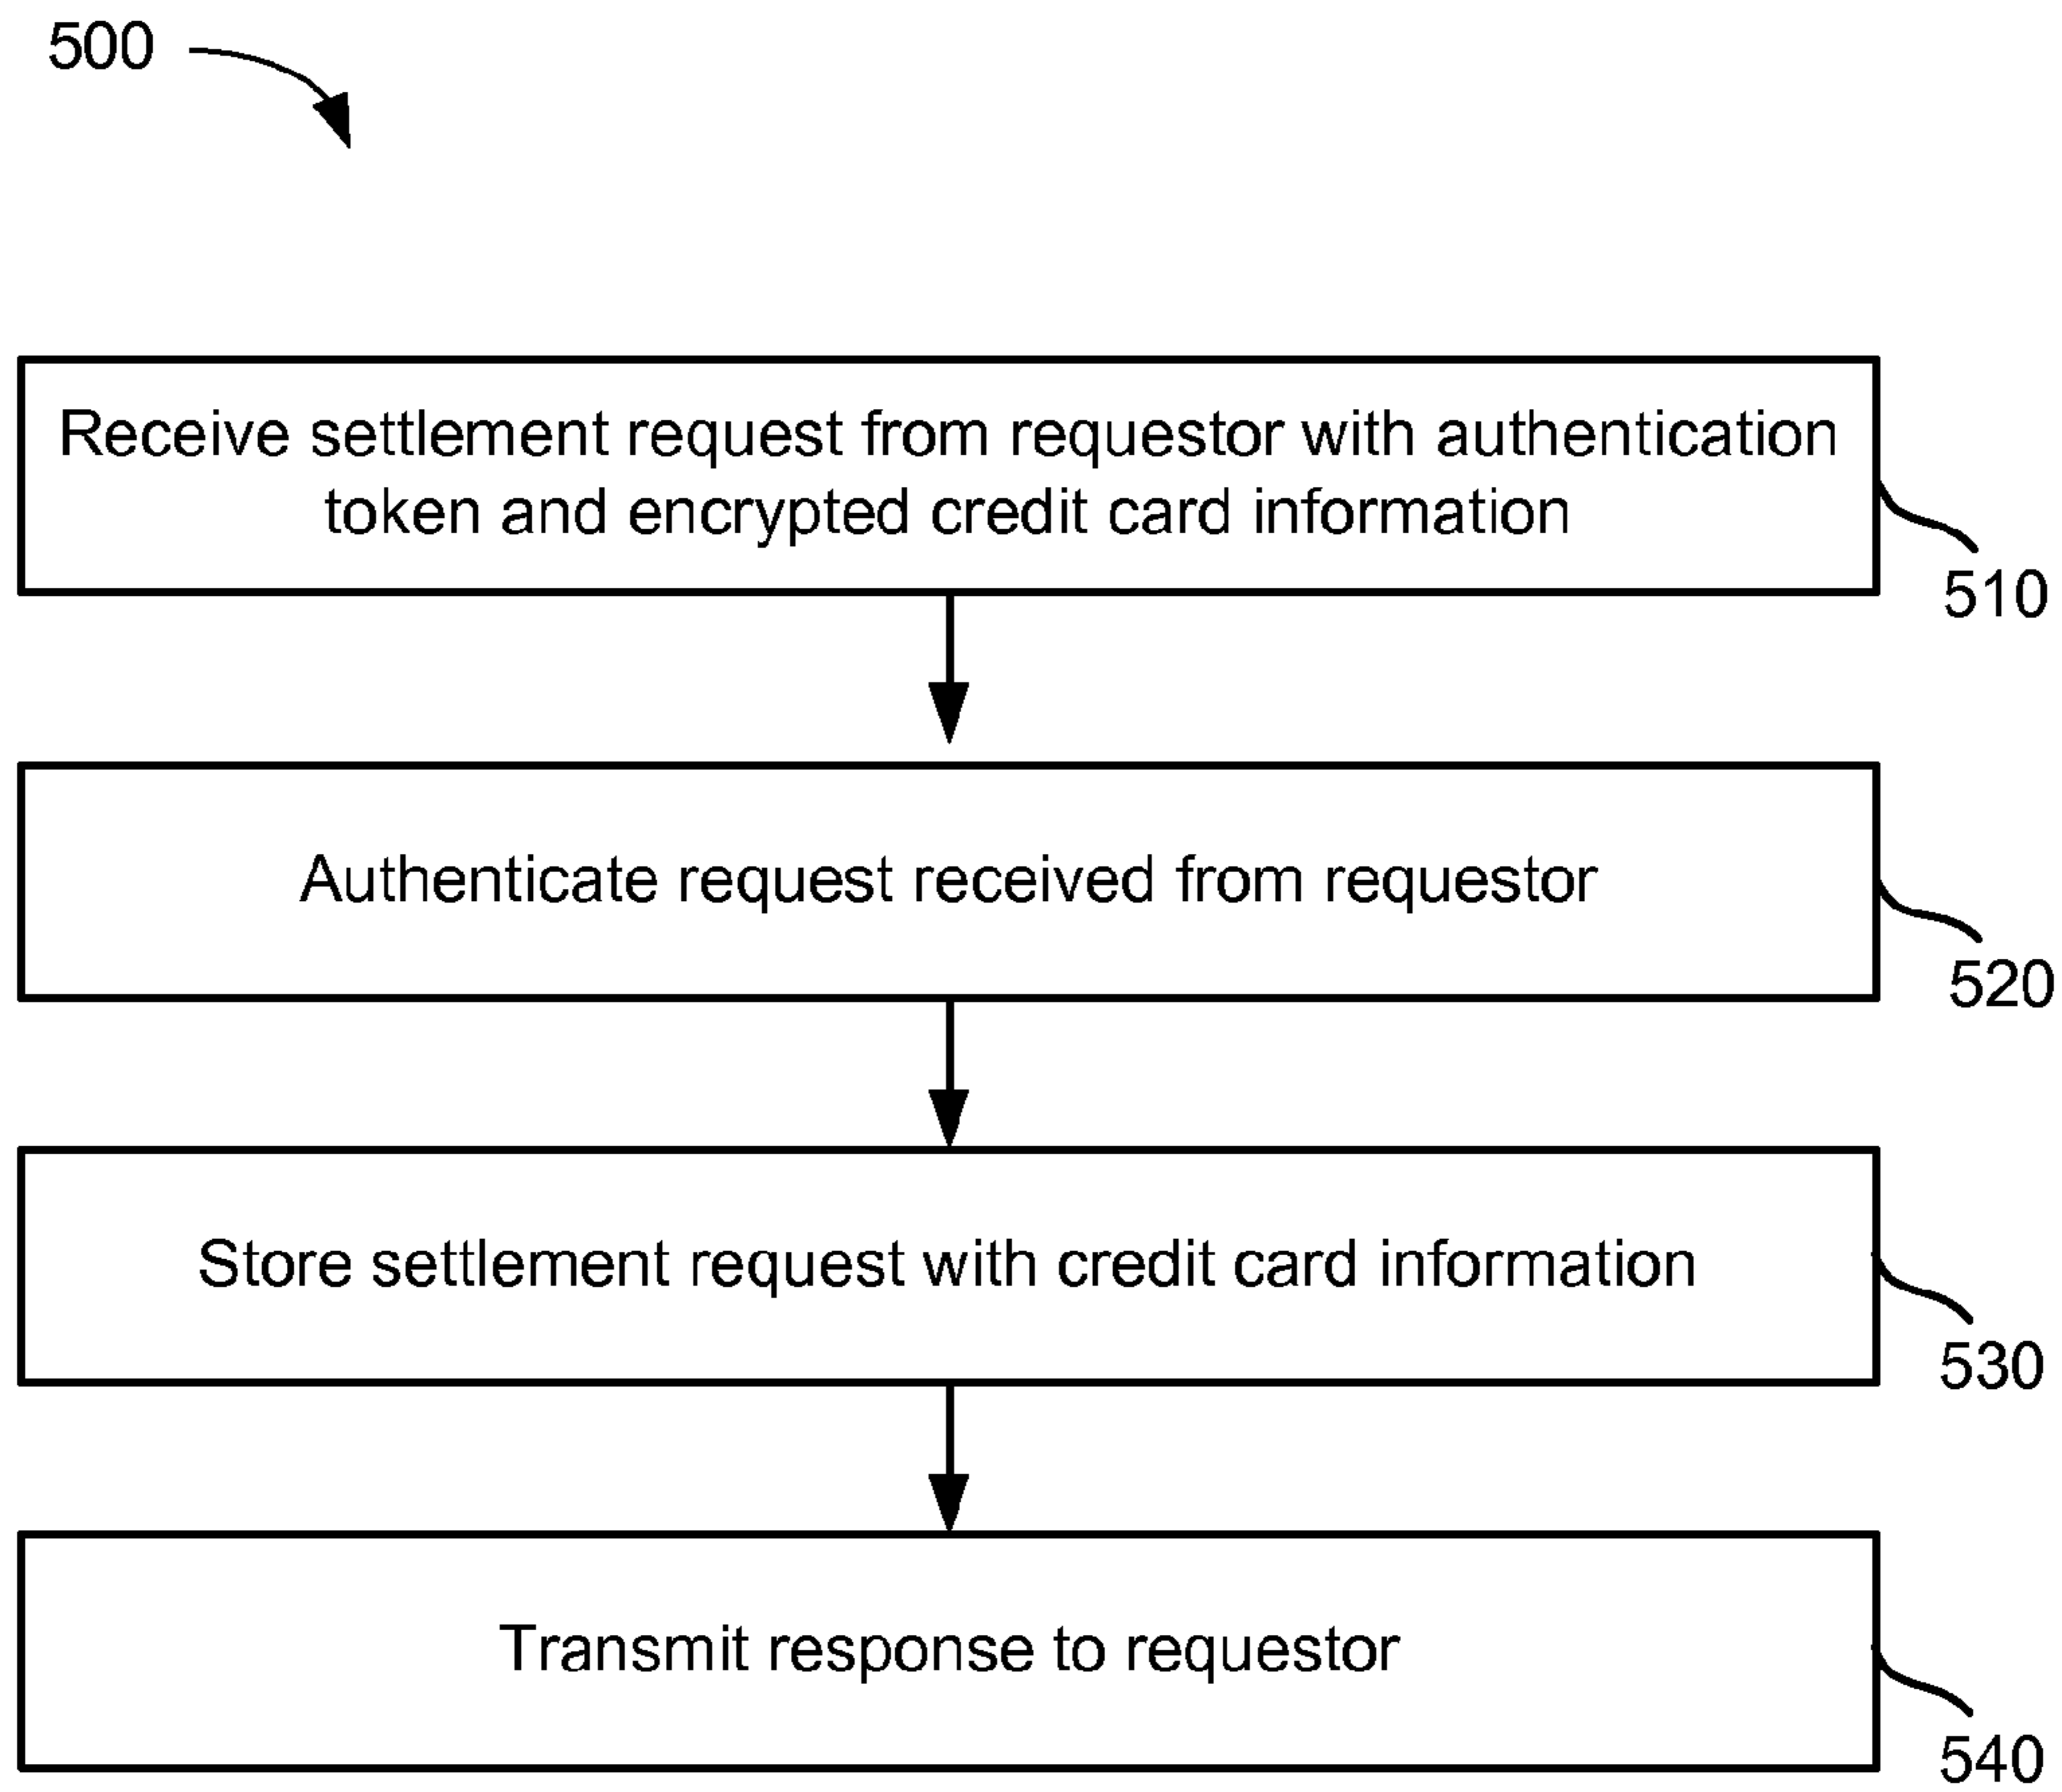 500
Receive settlement request from requestor with authentication
token and encrypted credit card information
510
Authenticate request received from requestor
520
Store settlement request with credit card information
530
Transmit response to requestor
540